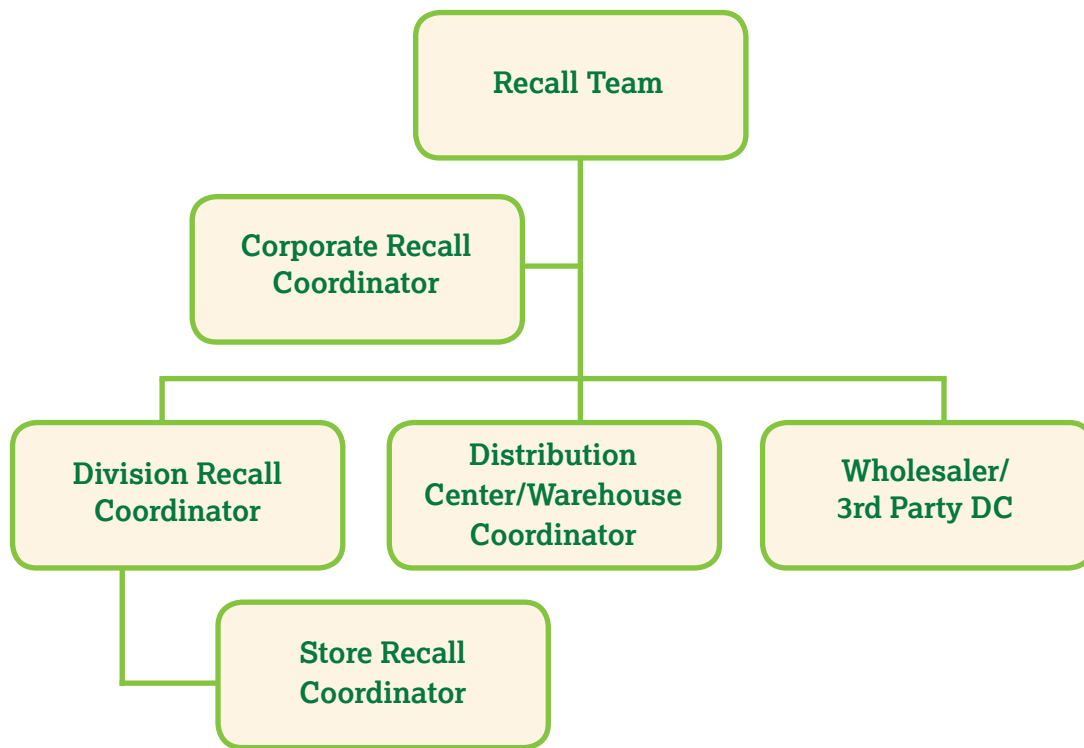 Recall Team
Corporate Recall
Coordinator
Division Recall
Coordinator
Distribution
Center/Warehouse
Coordinator
Wholesaler/
3rd Party DC
Store Recall
Coordinator